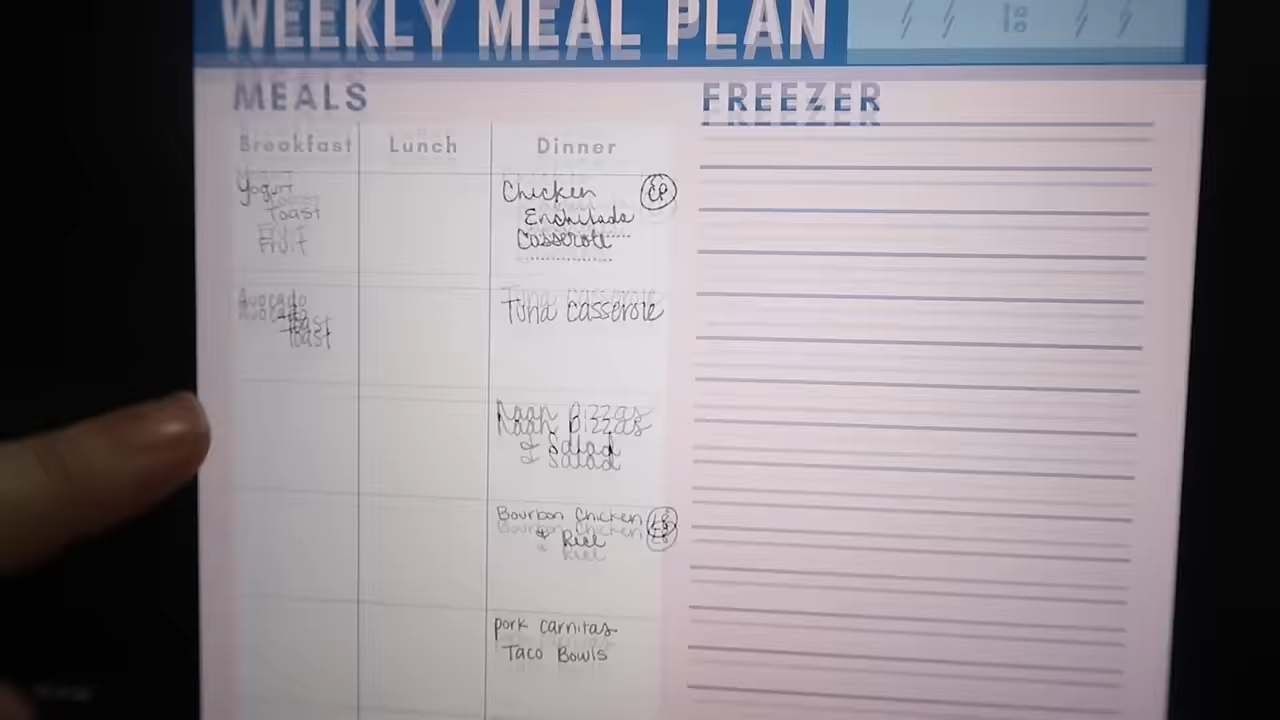 WEEKLY MEAL PLAN
MEALS
FREEZER
Breakfast Lunch Dinner
Yogurt
Toast
Fruit
Chicken CP
Enchilada
Casserole
Avocado
Toast
Tuna casserole
Naan Pizzas
& Salad
Bourbon Chicken
& Rice
pork carnitas
Taco Bowls